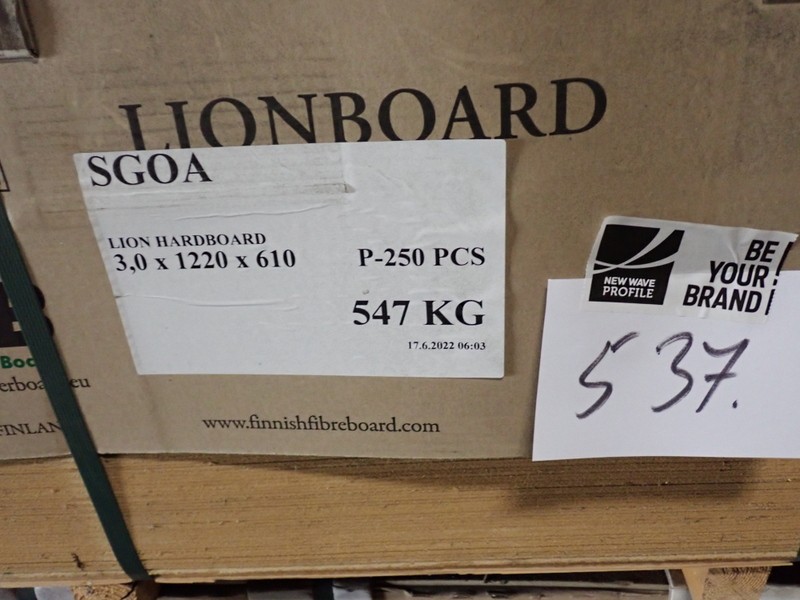 LIONBOARD
SGOA
LION HARDBOARD
3,0 x 1220 x 610 P-250 PCS
547 KG
17.6.2022 06:03
www.finnishfibreboard.com
NEW WAVE
PROFILE
BE
YOUR
BRAND!
537.